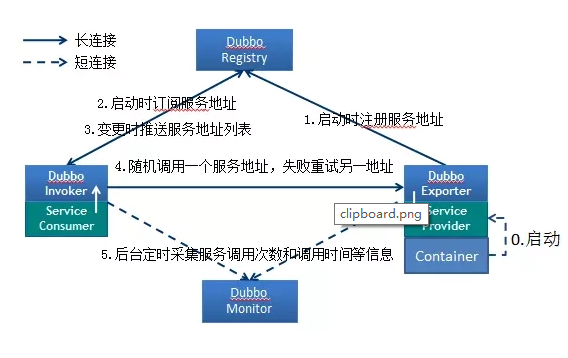 长连接
短连接
Dubbo
Registry
2.启动时订阅服务地址
3.变更时推送服务地址列表
1.启动时注册服务地址
4.随机调用一个服务地址，失败重试另一地址
Dubbo
Invoker
Service
Consumer
Dubbo
Exporter
clipboard.png
Service
Provider
Container
0.启动
5.后台定时采集服务调用次数和调用时间等信息
Dubbo
Monitor